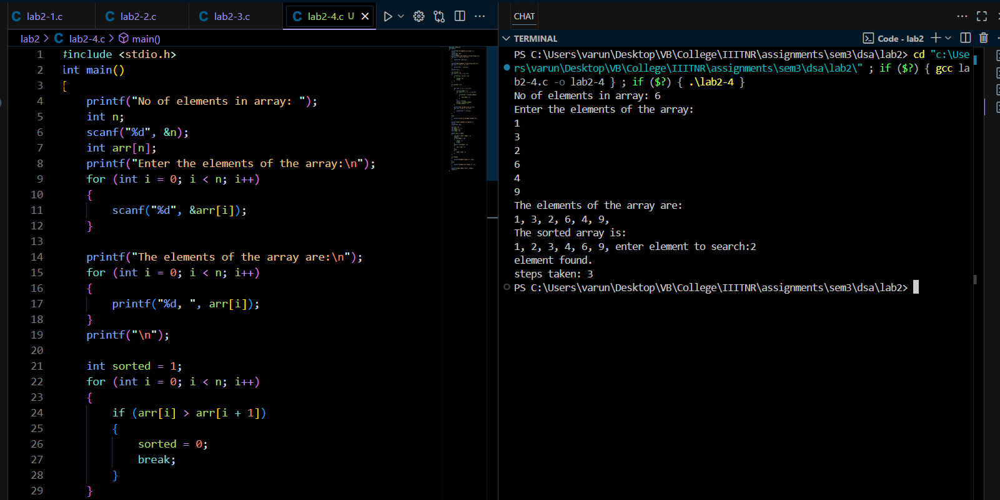 lab2-1.c
lab2-2.c
lab2-3.c
lab2-4.c U
lab2 > C lab2-4.c > main()
1 #include <stdio.h>
2 int main()
3 {
4 printf("No of elements in array: ");
5 int n;
6 scanf("%d", &n);
7 int arr[n];
8 printf("Enter the elements of the array:\n");
9 for (int i = 0; i < n; i++)
10 {
11 scanf("%d", &arr[i]);
12 }
13
14 printf("The elements of the array are:\n");
15 for (int i = 0; i < n; i++)
16 {
17 printf("%d, ", arr[i]);
18 }
19 printf("\n");
20
21 int sorted = 1;
22 for (int i = 0; i < n; i++)
23 {
24 if (arr[i] > arr[i + 1])
25 {
26 sorted = 0;
27 break;
28 }
29 }
CHAT
TERMINAL
Code - lab2
PS C:\Users\varun\Desktop\VB\College\IIITNR\assignments\sem3\dsa\lab2> cd "c:\Use
rs\varun\Desktop\VB\College\IIITNR\assignments\sem3\dsa\lab2\" ; if ($?) { gcc la
b2-4.c -o lab2-4 } ; if ($?) { .\lab2-4 }
No of elements in array: 6
Enter the elements of the array:
1
3
2
6
4
9
The elements of the array are:
1, 3, 2, 6, 4, 9,
The sorted array is:
1, 2, 3, 4, 6, 9, enter element to search:2
element found.
steps taken: 3
PS C:\Users\varun\Desktop\VB\College\IIITNR\assignments\sem3\dsa\lab2>